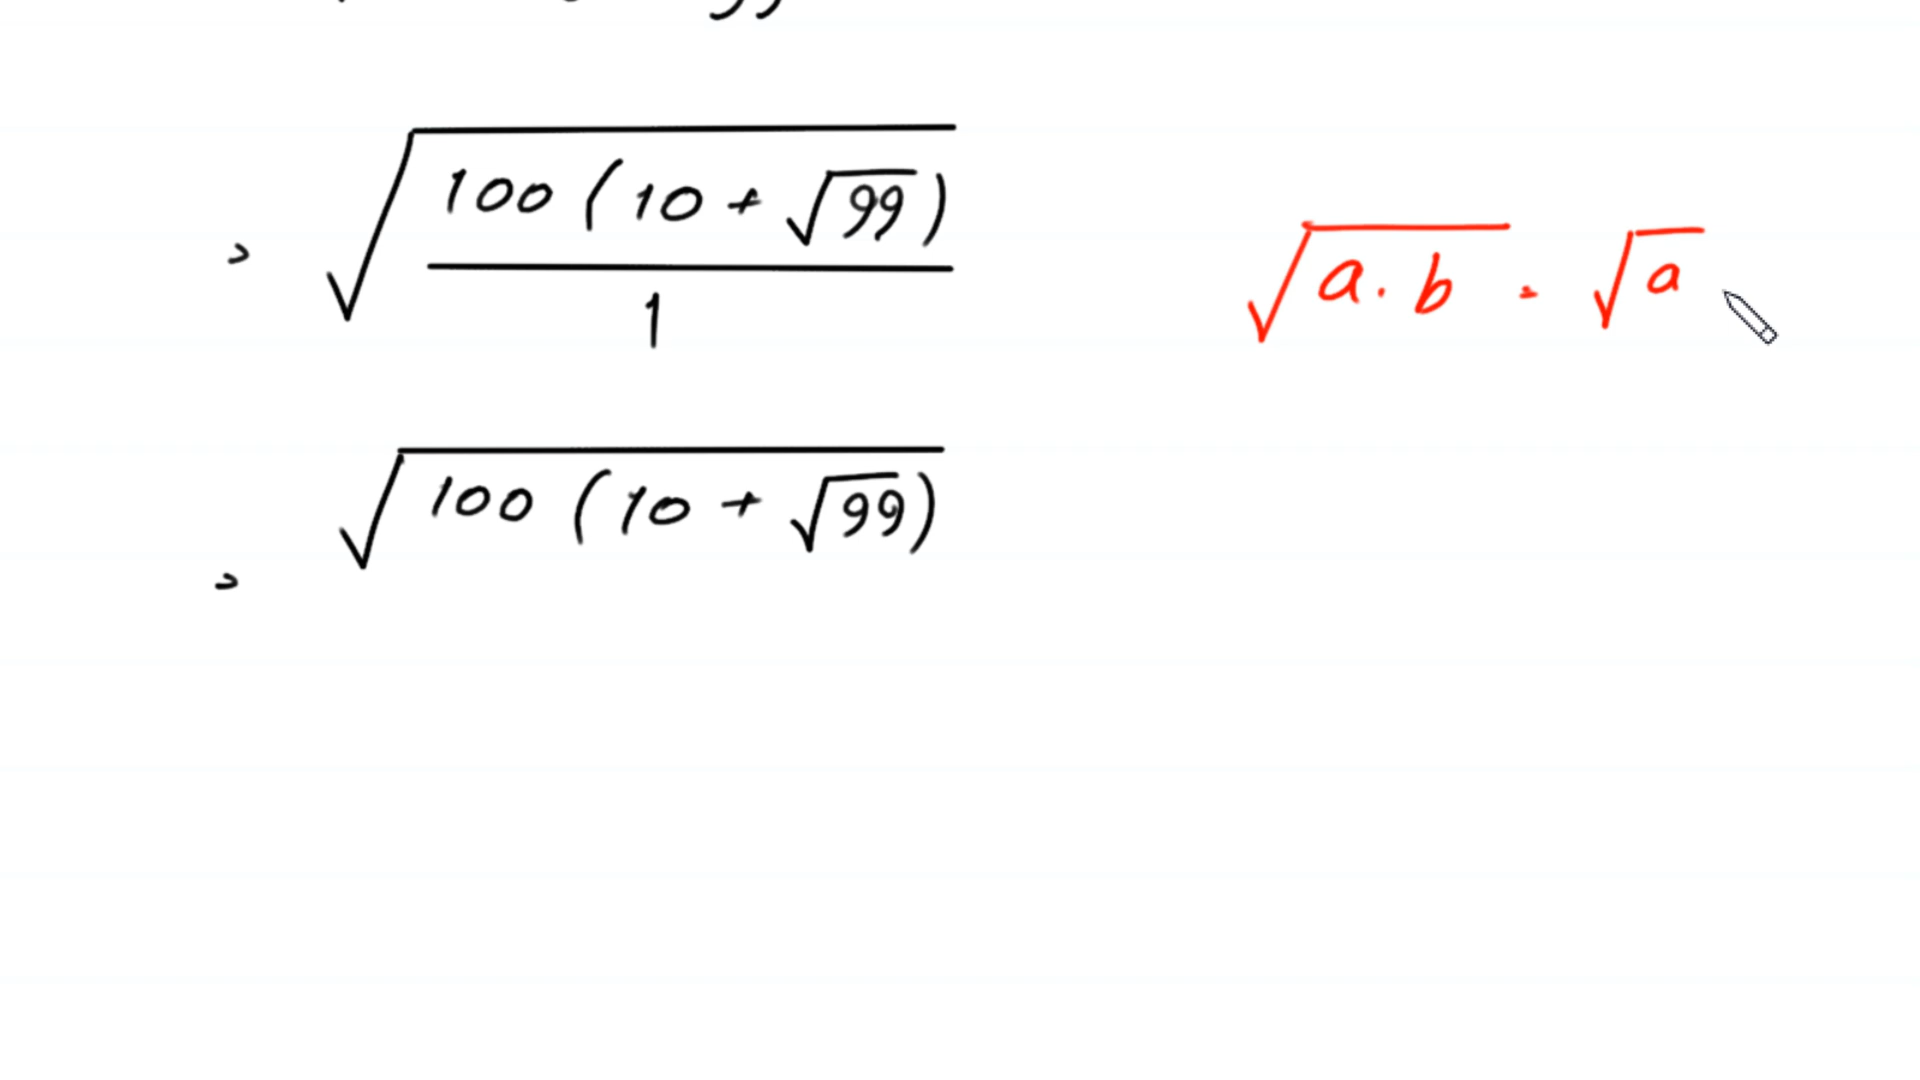 = √(100 (10 + √99) / 1)
√(a . b) = √a
= √(100 (10 + √99))